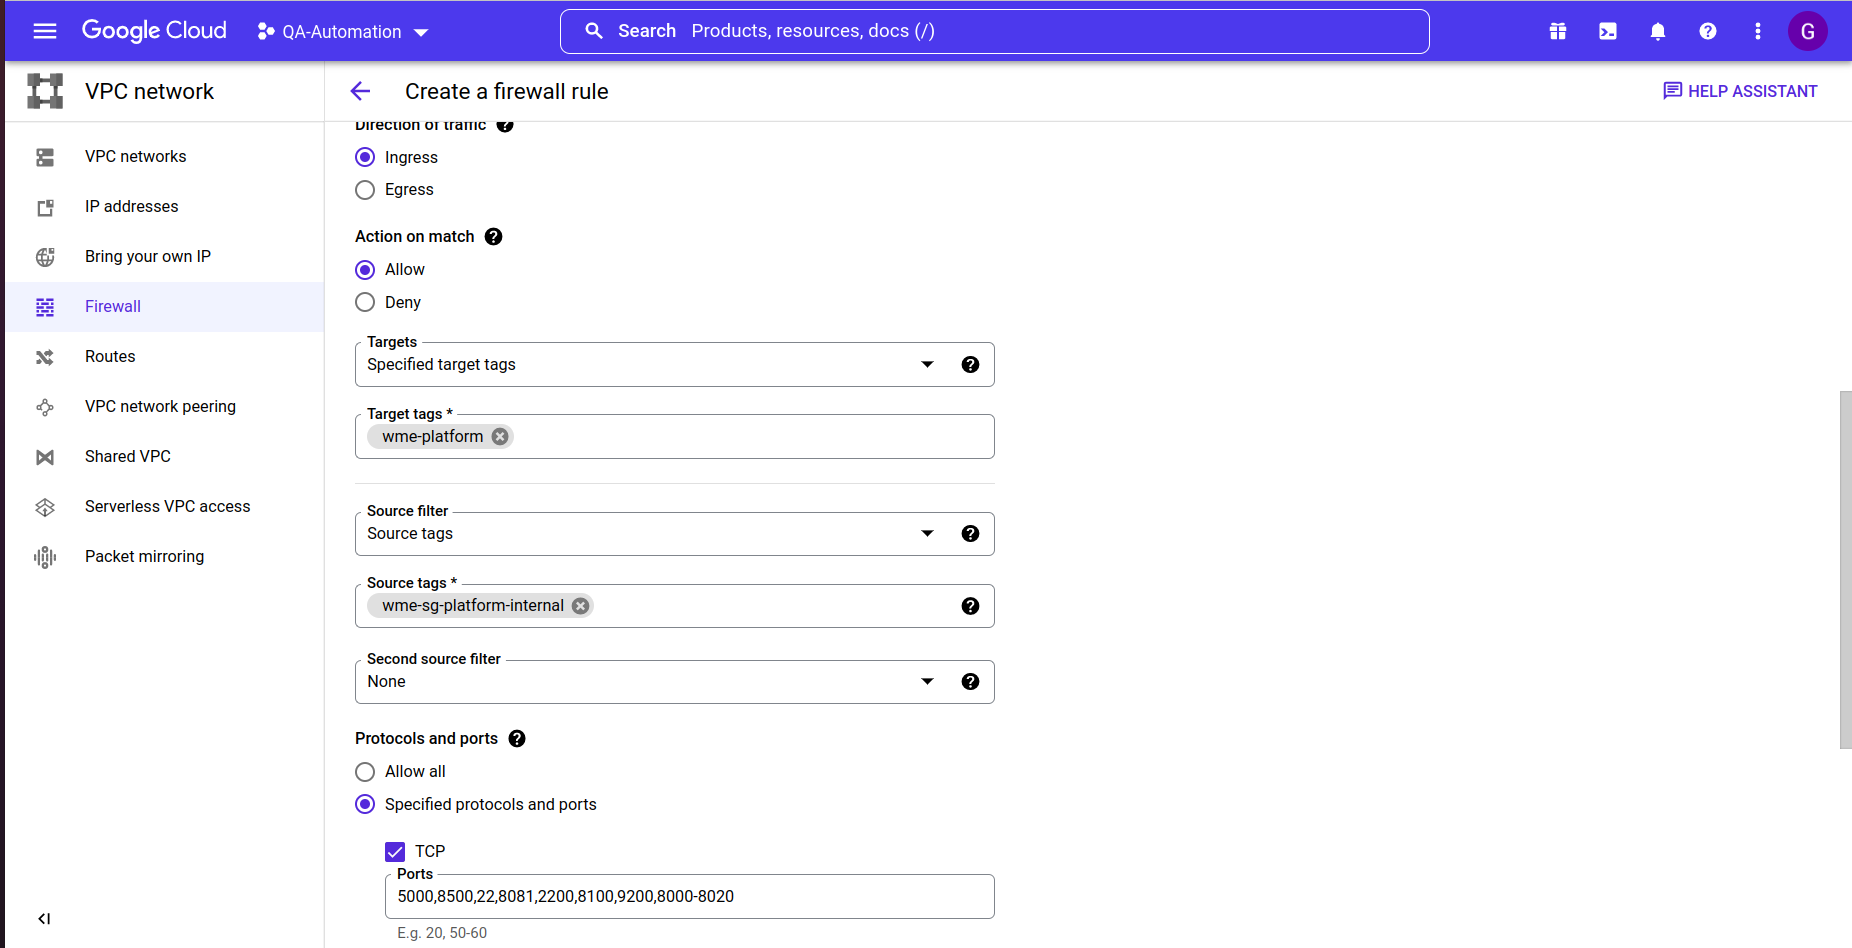 Google Cloud
QA-Automation
Search Products, resources, docs (/)
G
VPC network
Create a firewall rule
HELP ASSISTANT
VPC networks
IP addresses
Bring your own IP
Firewall
Routes
VPC network peering
Shared VPC
Serverless VPC access
Packet mirroring
Direction of traffic
Ingress
Egress
Action on match
Allow
Deny
Targets
Specified target tags
Target tags *
wme-platform
Source filter
Source tags
Source tags *
wme-sg-platform-internal
Second source filter
None
Protocols and ports
Allow all
Specified protocols and ports
TCP
Ports
5000,8500,22,8081,2200,8100,9200,8000-8020
E.g. 20, 50-60